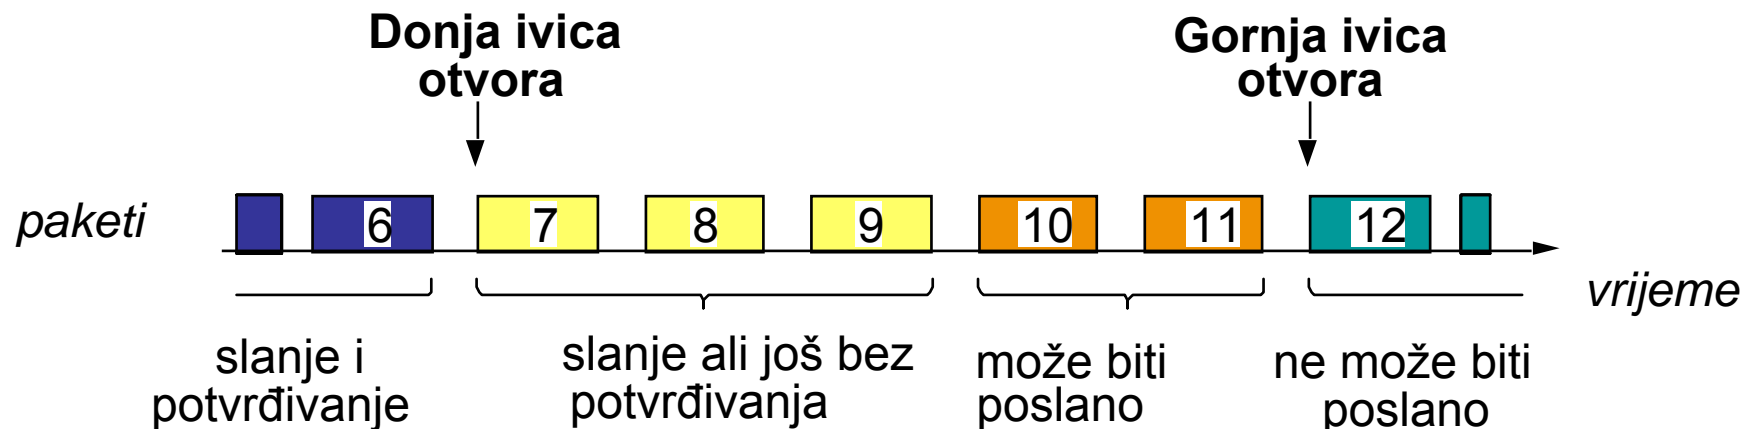 Donja ivica
otvora
Gornja ivica
otvora
paketi
6
7
8
9
10
11
12
vrijeme
slanje i
potvrđivanje
slanje ali još bez
potvrđivanja
može biti
poslano
ne može biti
poslano